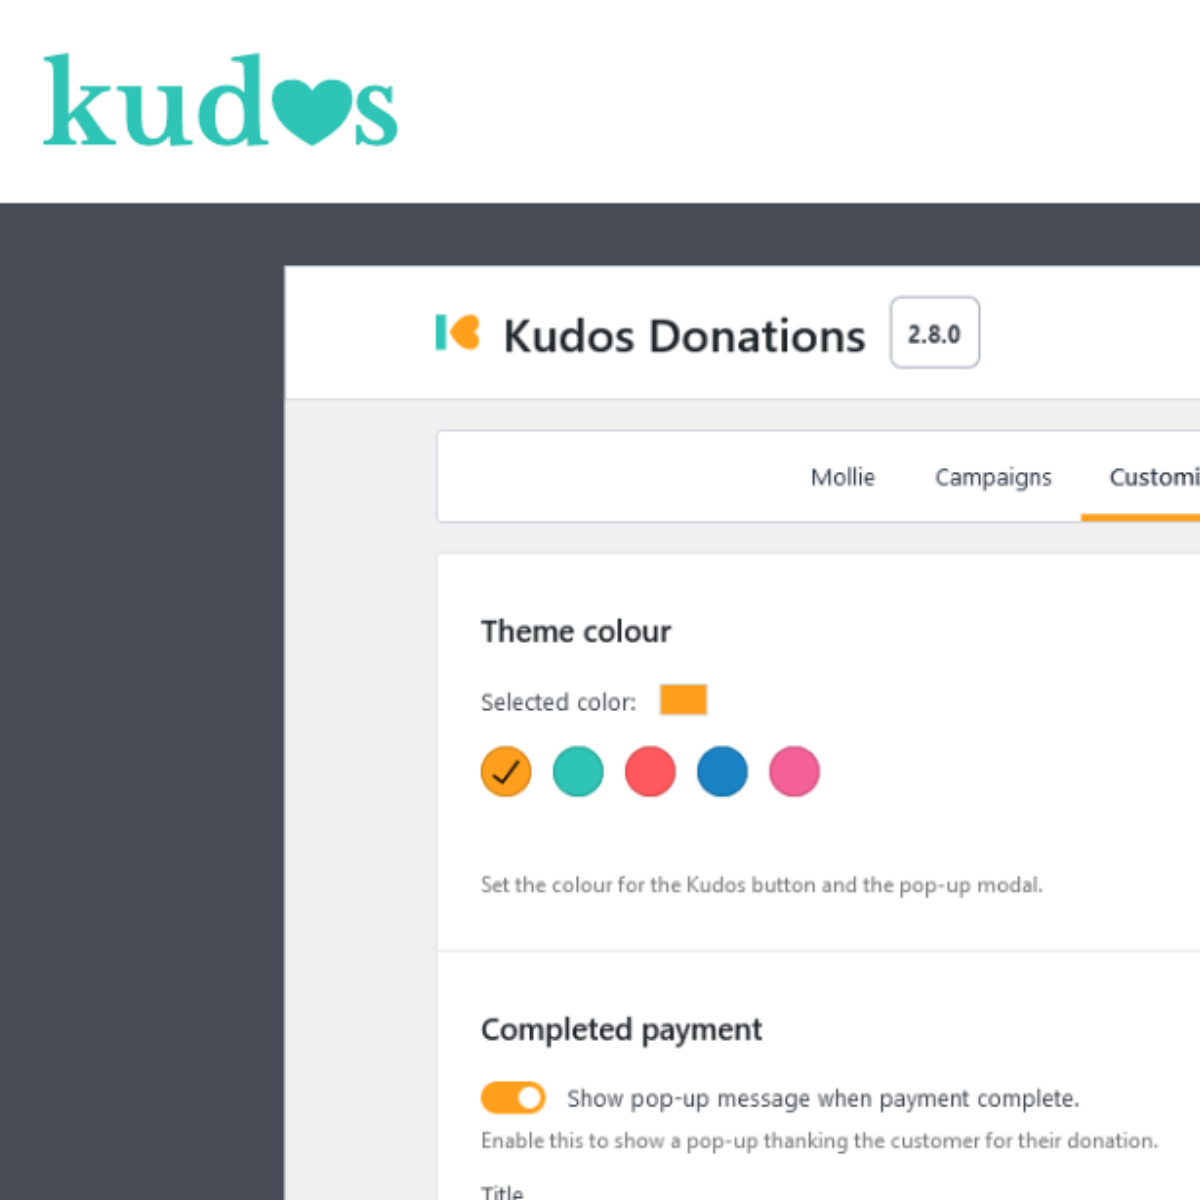 kudos
Kudos Donations 2.8.0
Mollie Campaigns Customi
Theme colour
Selected color:
Set the colour for the Kudos button and the pop-up modal.
Completed payment
Show pop-up message when payment complete.
Enable this to show a pop-up thanking the customer for their donation.
Title